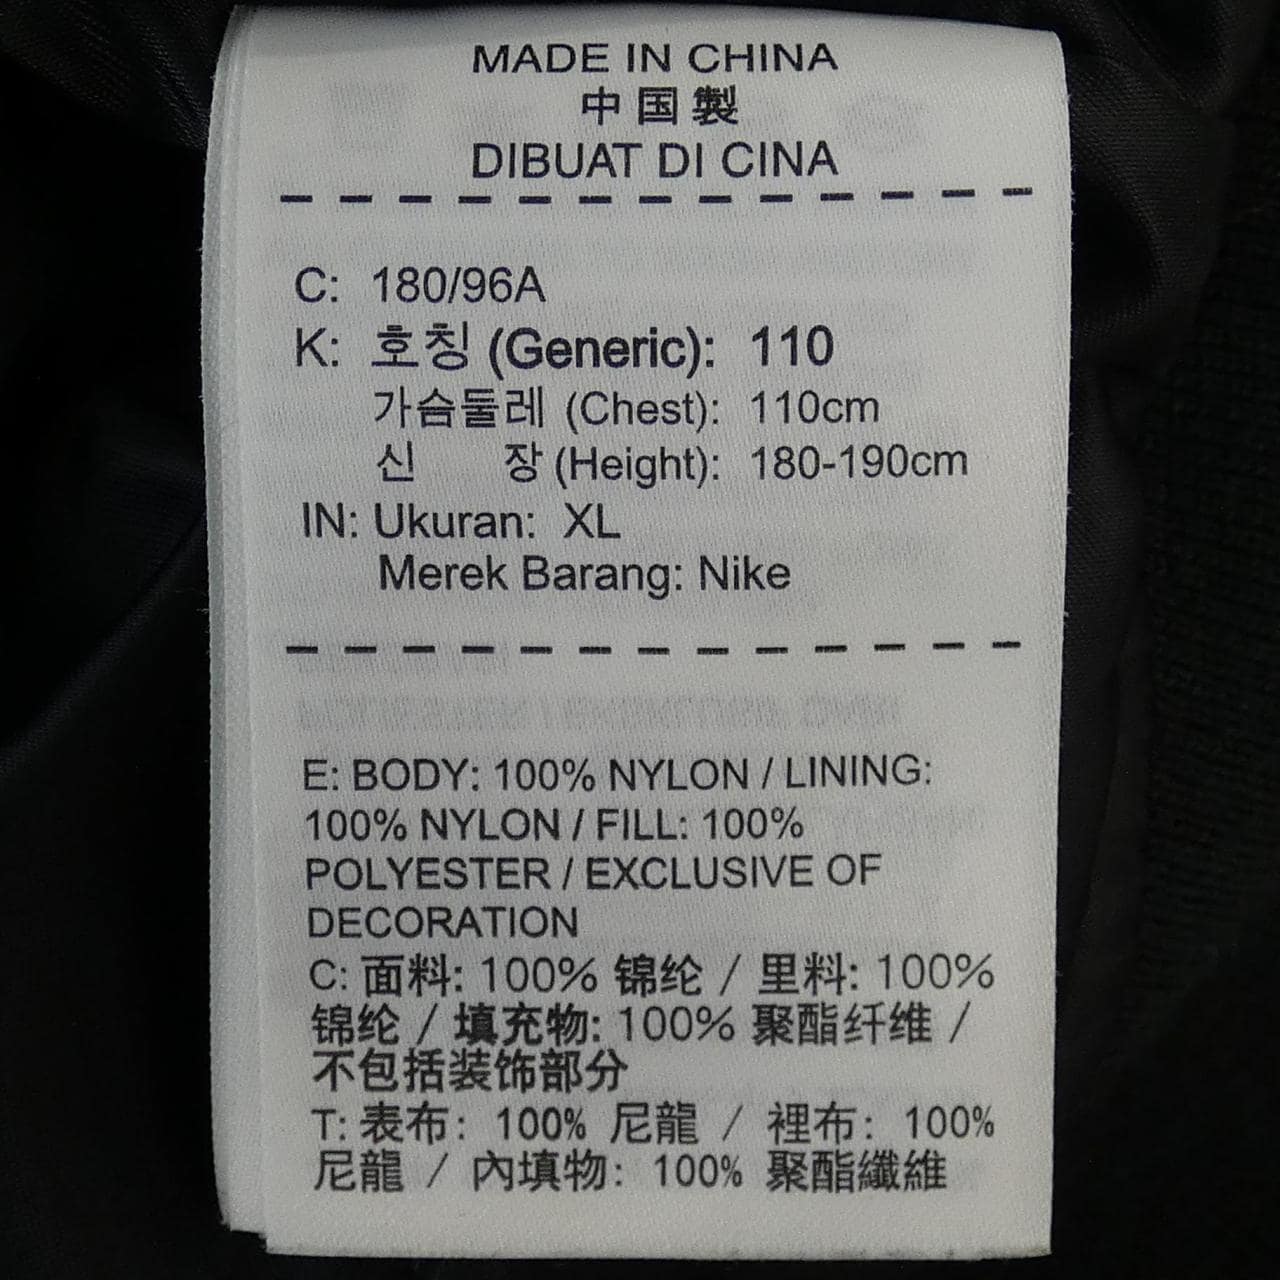 MADE IN CHINA
中国製
DIBUAT DI CINA
C: 180/96A
K: 호칭 (Generic): 110
가슴둘레 (Chest): 110cm
신 장 (Height): 180-190cm
IN: Ukuran: XL
Merek Barang: Nike
E: BODY: 100% NYLON / LINING:
100% NYLON / FILL: 100%
POLYESTER / EXCLUSIVE OF
DECORATION
C: 面料: 100% 锦纶 / 里料: 100%
锦纶 / 填充物: 100% 聚酯纤维 /
不包括装饰部分
T: 表布: 100% 尼龍 / 裡布: 100%
尼龍 / 內填物: 100% 聚酯纖維